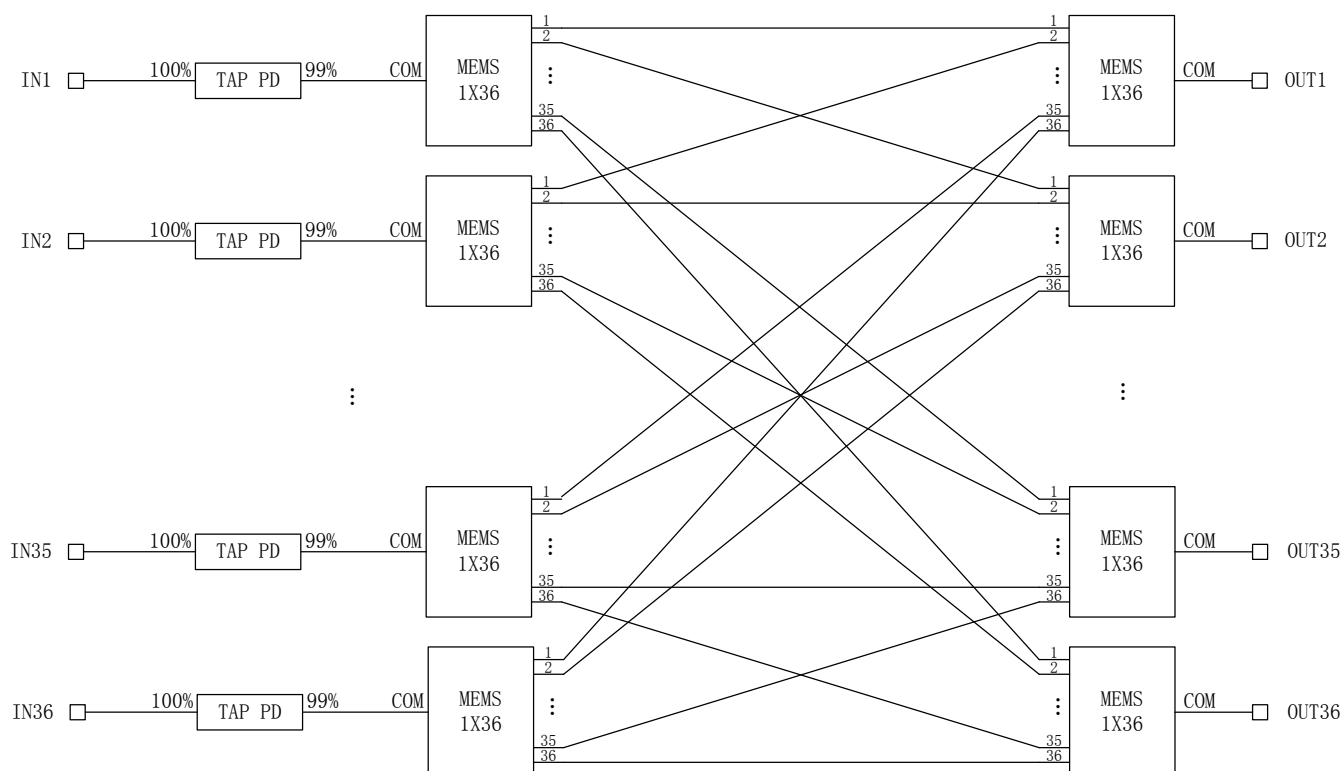 1
2
35
36
IN1
100%
TAP PD
99%
COM
MEMS
1X36
1
2
35
36
MEMS
1X36
COM
OUT1
1
2
35
36
IN2
100%
TAP PD
99%
COM
MEMS
1X36
1
2
35
36
MEMS
1X36
COM
OUT2
1
2
35
36
IN35
100%
TAP PD
99%
COM
MEMS
1X36
1
2
35
36
MEMS
1X36
COM
OUT35
1
2
35
36
IN36
100%
TAP PD
99%
COM
MEMS
1X36
1
2
35
36
MEMS
1X36
COM
OUT36